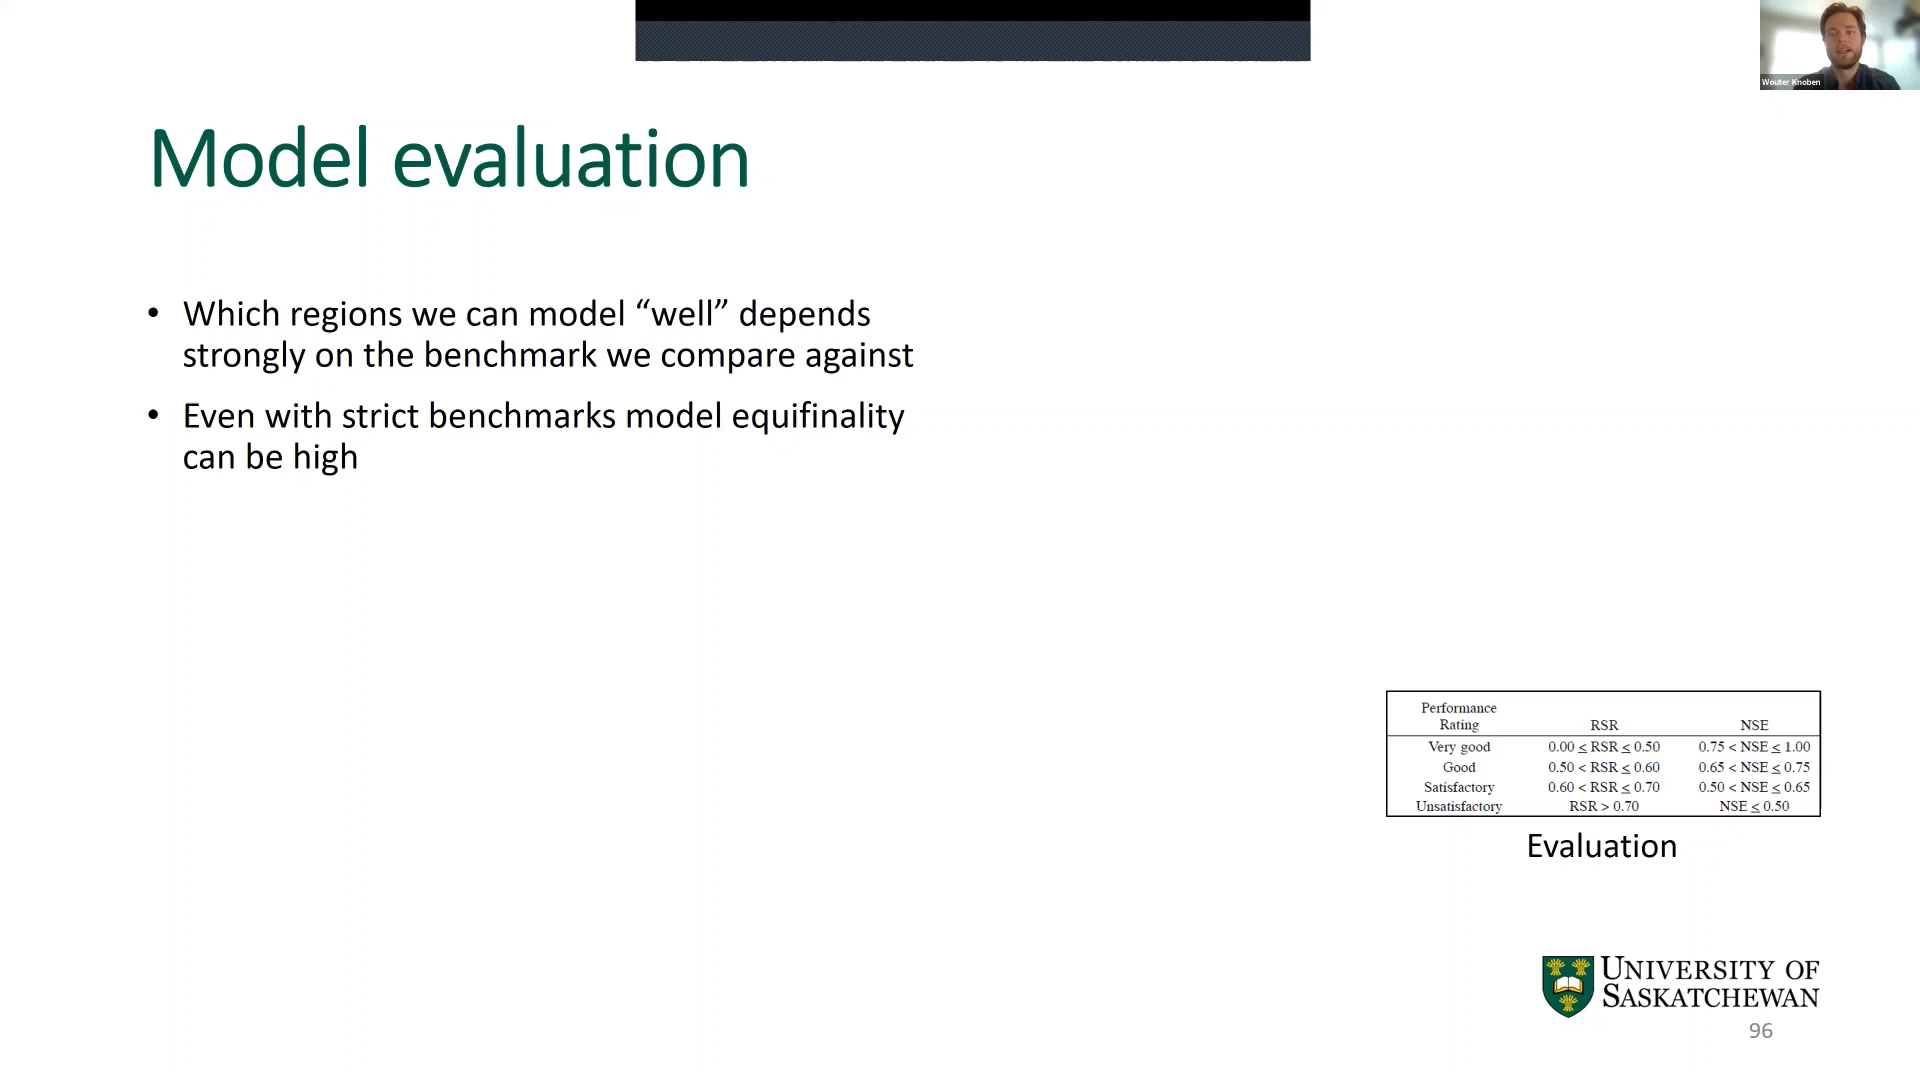 Wouter Knoben
Model evaluation
• Which regions we can model “well” depends
strongly on the benchmark we compare against
• Even with strict benchmarks model equifinality
can be high
Performance
Rating RSR NSE
Very good 0.00 ≤ RSR ≤ 0.50 0.75 < NSE ≤ 1.00
Good 0.50 < RSR ≤ 0.60 0.65 < NSE ≤ 0.75
Satisfactory 0.60 < RSR ≤ 0.70 0.50 < NSE ≤ 0.65
Unsatisfactory RSR > 0.70 NSE ≤ 0.50
Evaluation
UNIVERSITY OF
SASKATCHEWAN
96